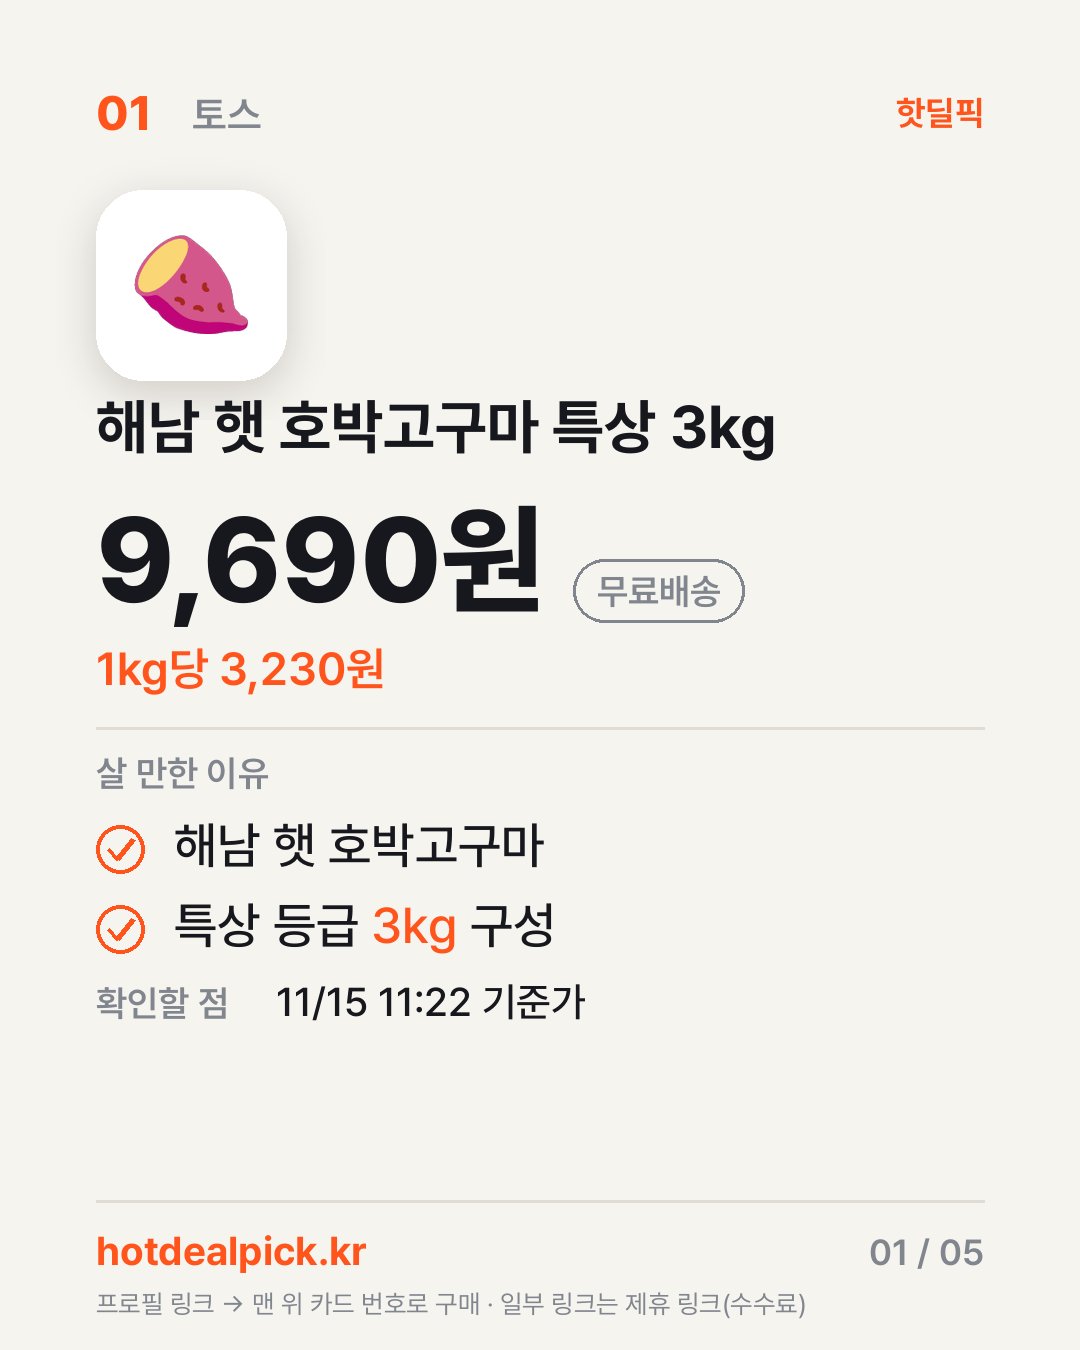 01 토스
핫딜픽
해남 햇 호박고구마 특상 3kg
9,690원 무료배송
1kg당 3,230원
살 만한 이유
해남 햇 호박고구마
특상 등급 3kg 구성
확인할 점 11/15 11:22 기준가
hotdealpick.kr
01 / 05
프로필 링크 → 맨 위 카드 번호로 구매 · 일부 링크는 제휴 링크(수수료)